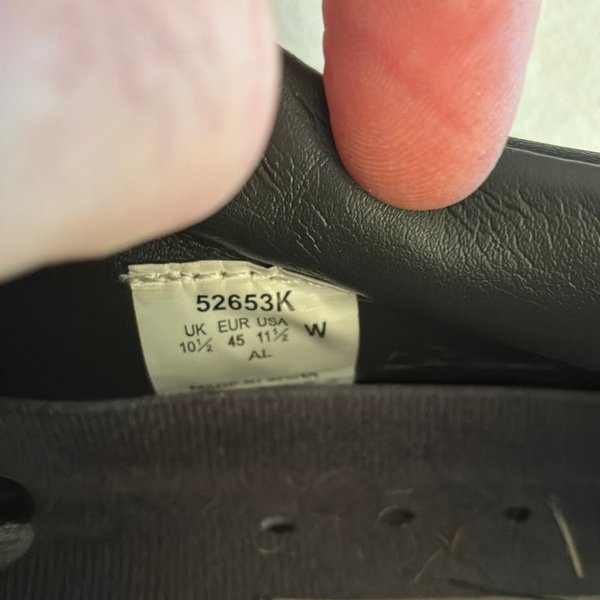 52653K
UK EUR USA W
10½ 45 11½
AL